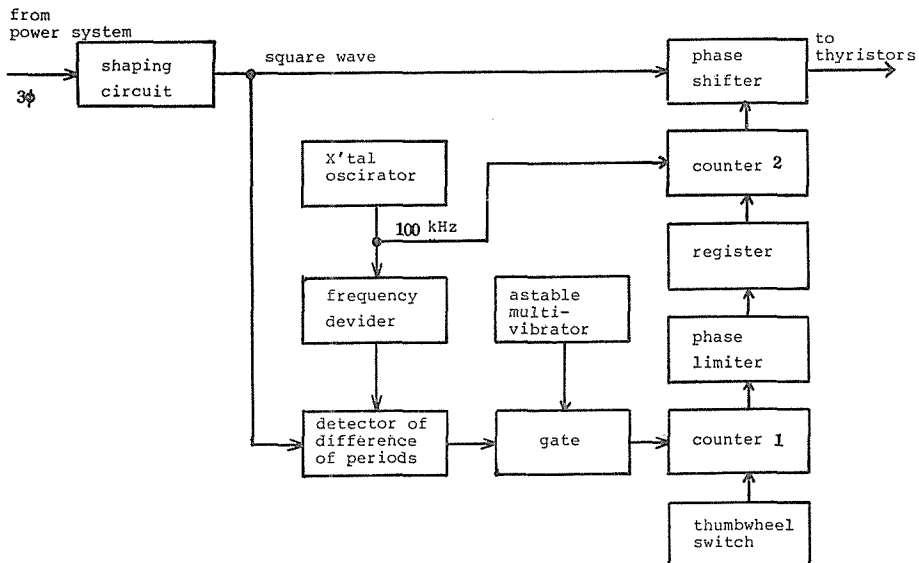 from
power system
3ϕ
shaping
circuit
square wave
phase
shifter
to
thyristors
X'tal
oscirator
100 kHz
counter 2
register
frequency
devider
astable
multi-
vibrator
phase
limiter
detector of
difference
of periods
gate
counter 1
thumbwheel
switch